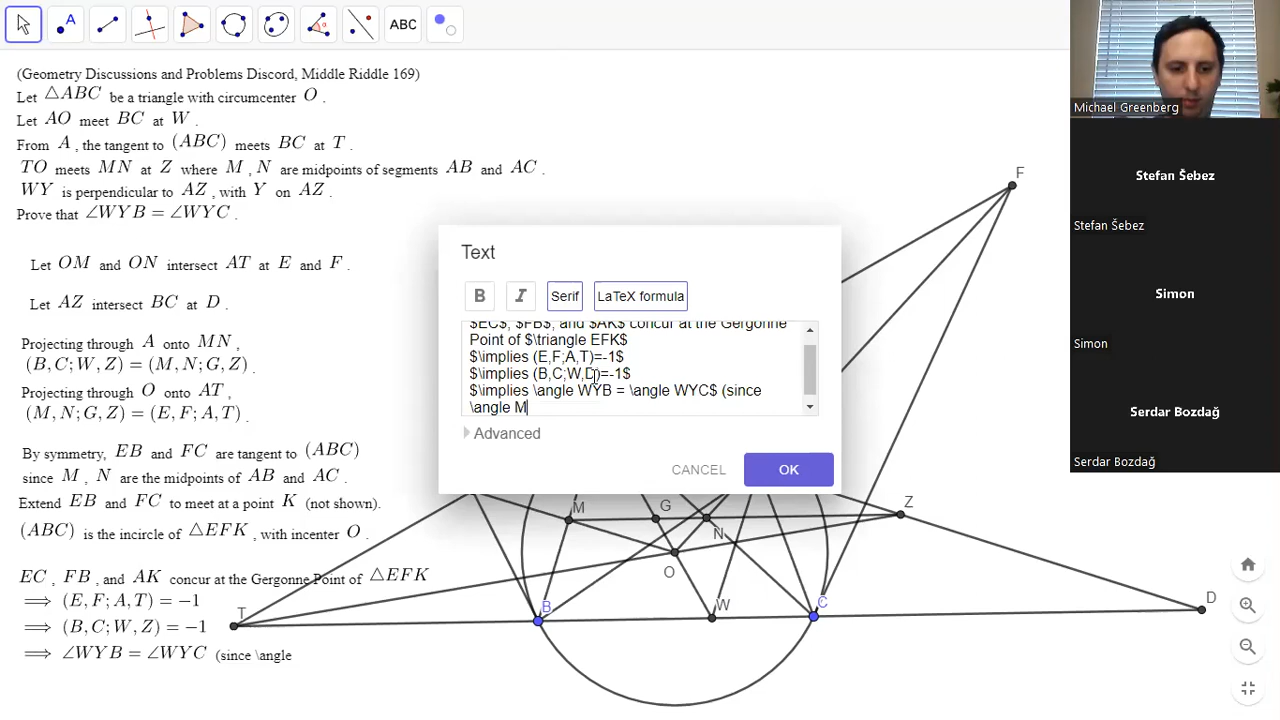 ABC
(Geometry Discussions and Problems Discord, Middle Riddle 169)
Let △ABC be a triangle with circumcenter O .
Let AO meet BC at W .
From A , the tangent to (ABC) meets BC at T .
TO meets MN at Z where M , N are midpoints of segments AB and AC .
WY is perpendicular to AZ , with Y on AZ .
Prove that ∠WYB = ∠WYC .
Let OM and ON intersect AT at E and F .
Let AZ intersect BC at D .
Projecting through A onto MN ,
(B, C; W, Z) = (M, N; G, Z) .
Projecting through O onto AT ,
(M, N; G, Z) = (E, F; A, T) .
By symmetry, EB and FC are tangent to (ABC)
since M , N are the midpoints of AB and AC .
Extend EB and FC to meet at a point K (not shown).
(ABC) is the incircle of △EFK , with incenter O .
EC , FB , and AK concur at the Gergonne Point of △EFK
⟹ (E, F; A, T) = −1
⟹ (B, C; W, Z) = −1
⟹ ∠WYB = ∠WYC (since \angle
Text
B
I
Serif
LaTeX formula
$EC$, $FB$, and $AK$ concur at the Gergonne
Point of $\triangle EFK$
$\implies (E,F;A,T)=-1$
$\implies (B,C;W,D)=-1$
$\implies \angle WYB = \angle WYC$ (since
\angle M
Advanced
CANCEL
OK
F
M
G
N
Z
O
T
B
W
C
D
Michael Greenberg
Stefan Šebez
Stefan Šebez
Simon
Simon
Serdar Bozdağ
Serdar Bozdağ